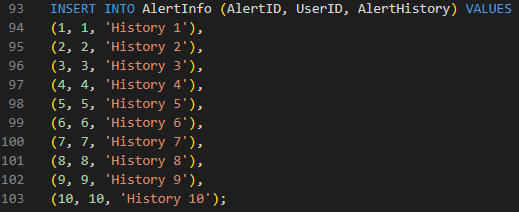 93 INSERT INTO AlertInfo (AlertID, UserID, AlertHistory) VALUES
94 (1, 1, 'History 1'),
95 (2, 2, 'History 2'),
96 (3, 3, 'History 3'),
97 (4, 4, 'History 4'),
98 (5, 5, 'History 5'),
99 (6, 6, 'History 6'),
100 (7, 7, 'History 7'),
101 (8, 8, 'History 8'),
102 (9, 9, 'History 9'),
103 (10, 10, 'History 10');